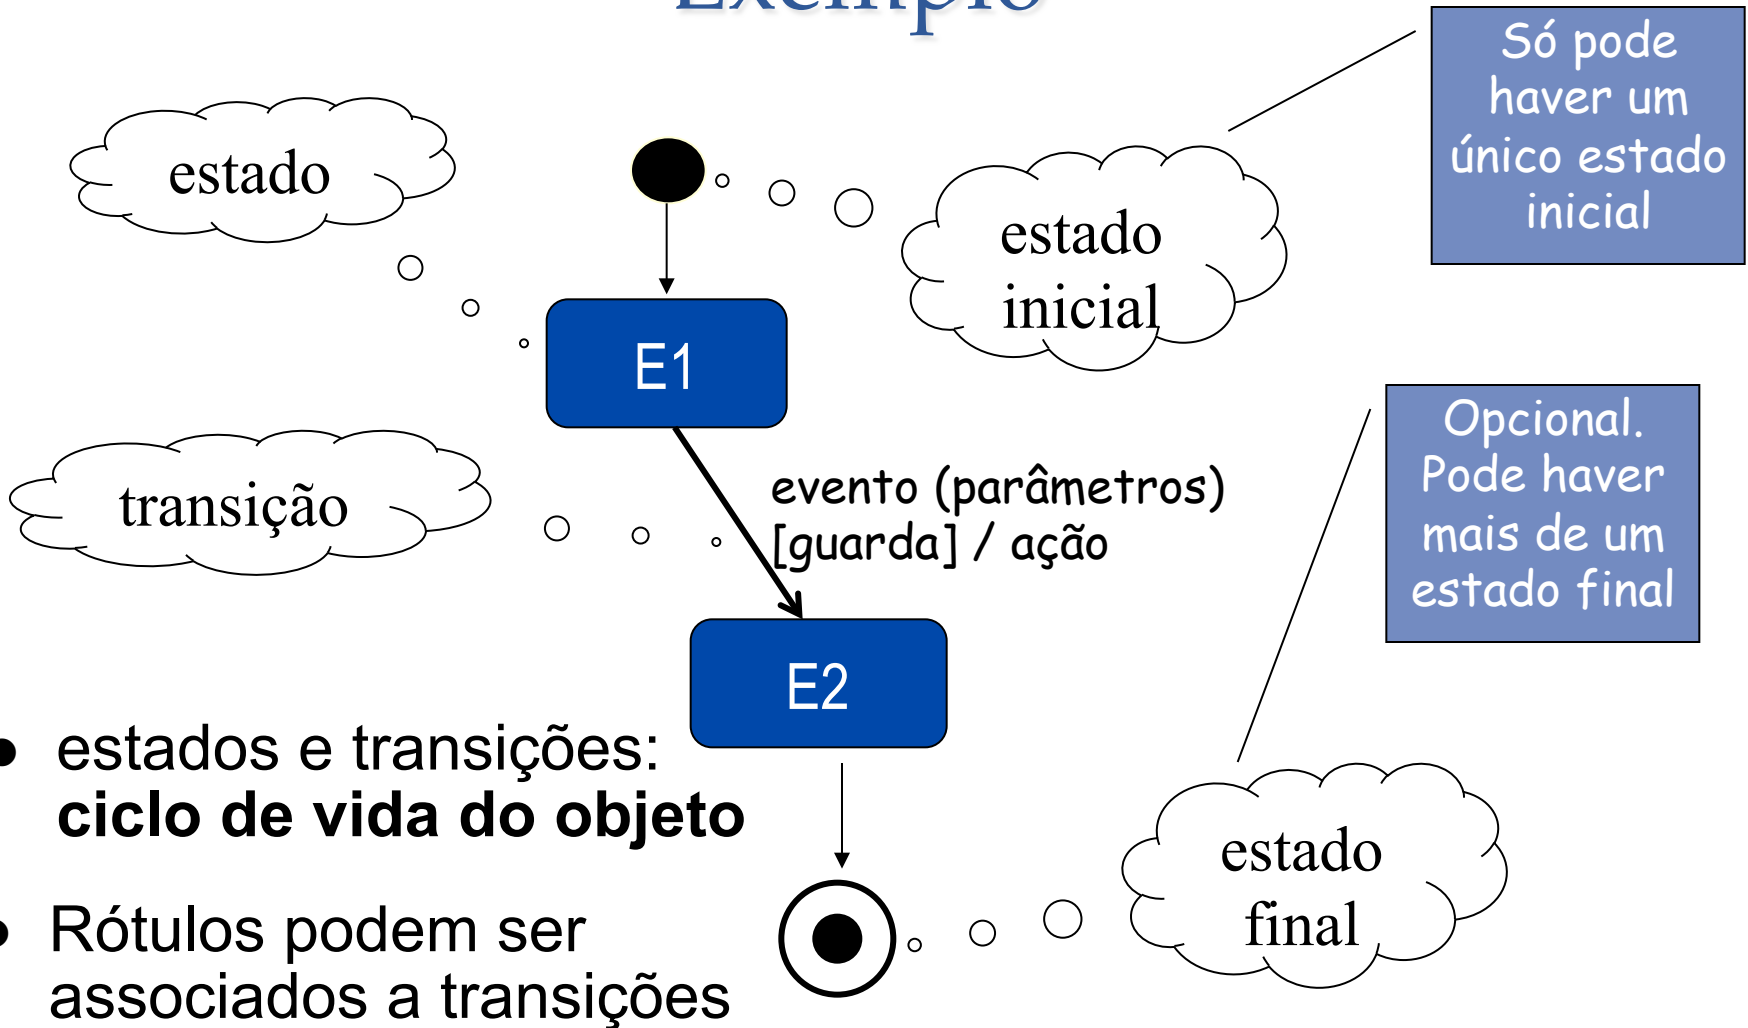 Exemplo
Só pode
haver um
único estado
inicial
estado
estado
inicial
E1
transição
evento (parâmetros)
[guarda] / ação
Opcional.
Pode haver
mais de um
estado final
E2
● estados e transições:
ciclo de vida do objeto
estado
final
● Rótulos podem ser
associados a transições